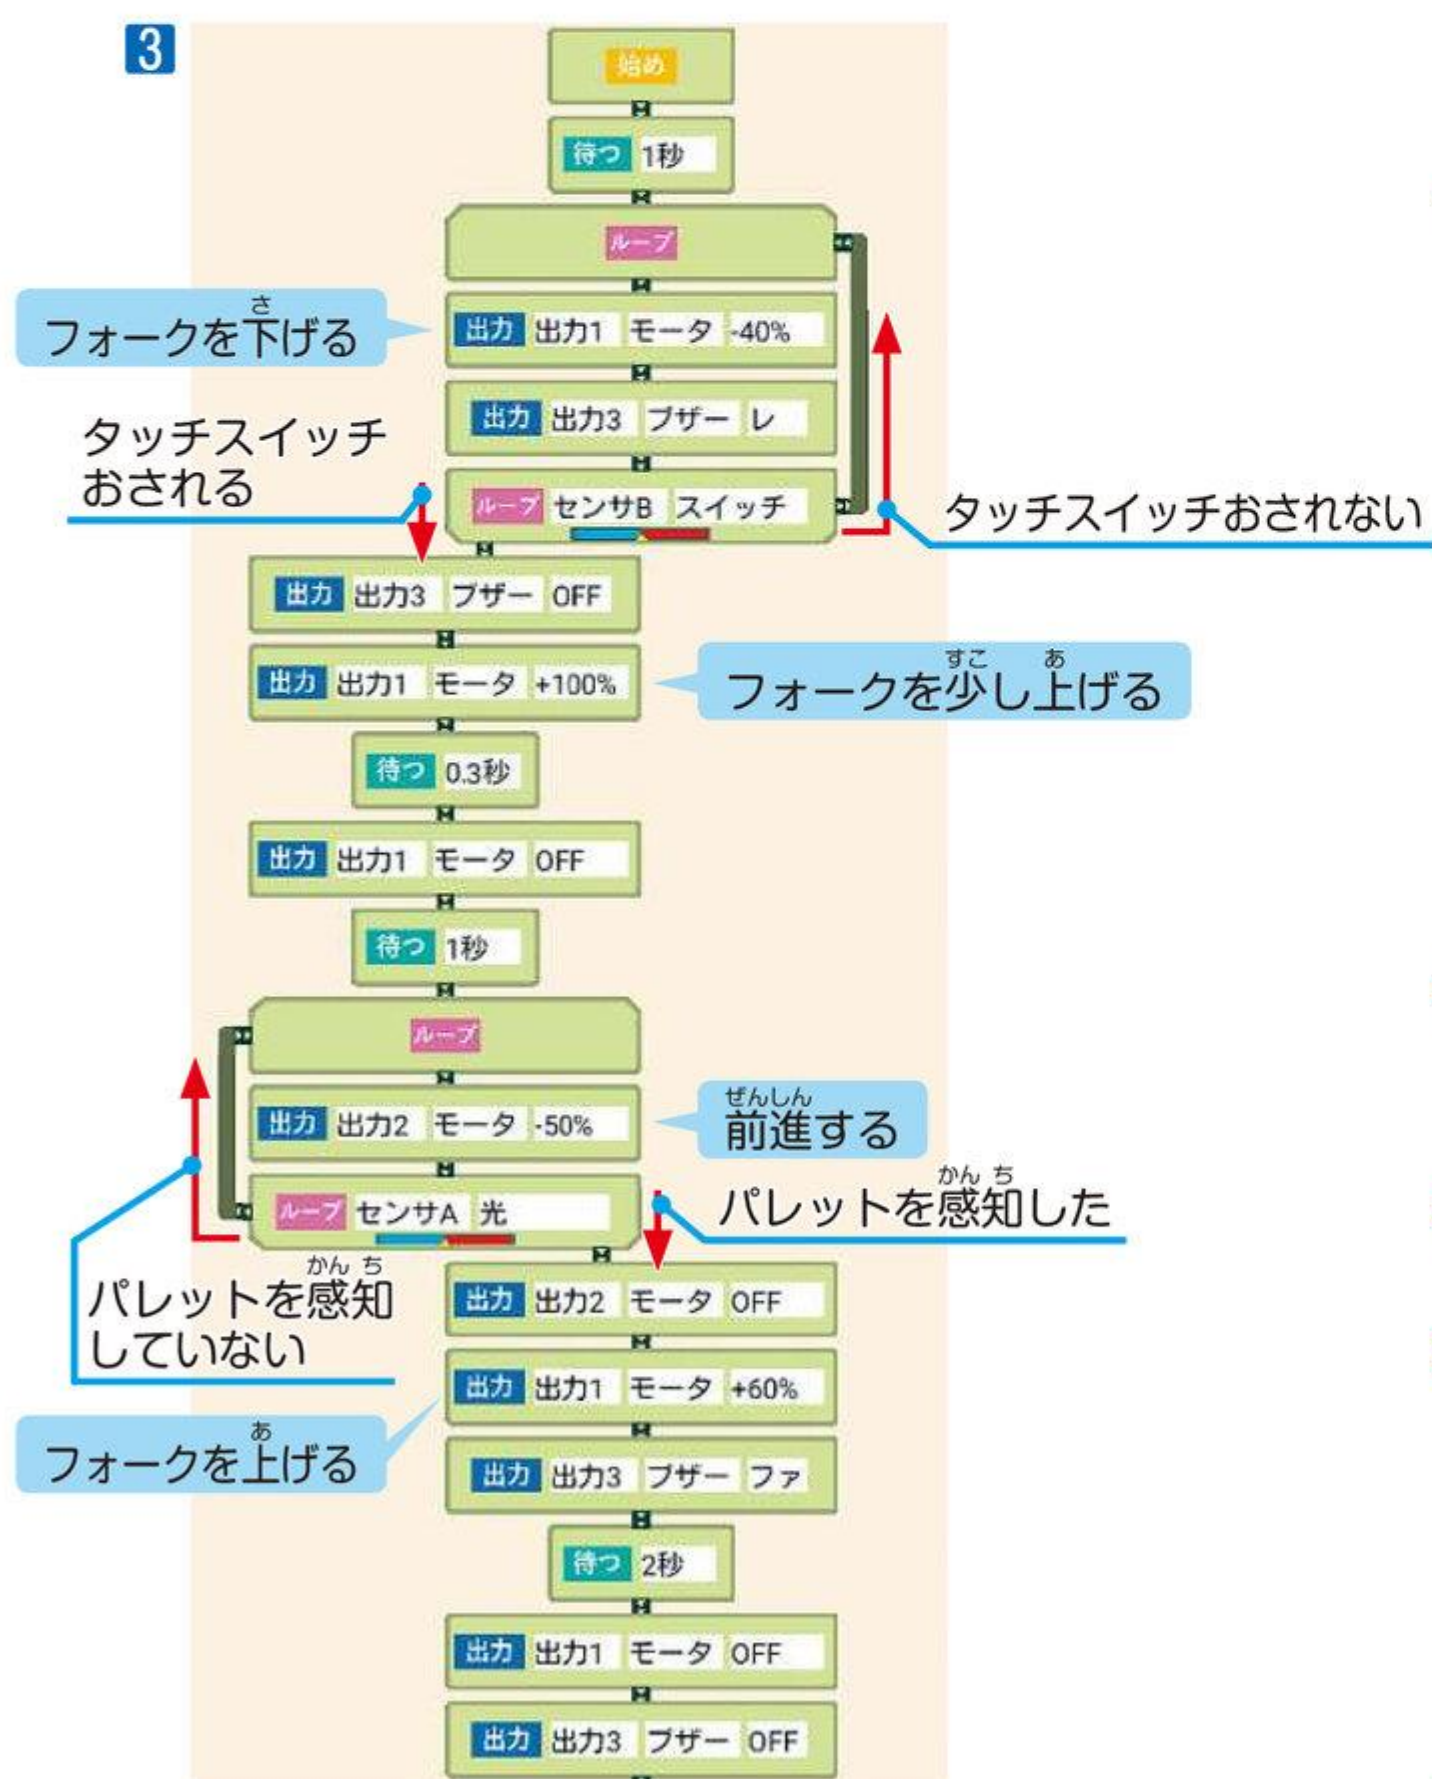 3
始め
待つ 1秒
ループ
フォークを下げる
さ
出力 出力1 モータ -40%
出力 出力3 ブザー レ
タッチスイッチ
おされる
ループ センサB スイッチ
タッチスイッチおされない
出力 出力3 ブザー OFF
出力 出力1 モータ +100%
すこ あ
フォークを少し上げる
待つ 0.3秒
出力 出力1 モータ OFF
待つ 1秒
ループ
出力 出力2 モータ -50%
ぜんしん
前進する
ループ センサA 光
かん ち
パレットを感知した
かん ち
パレットを感知
していない
出力 出力2 モータ OFF
出力 出力1 モータ +60%
あ
フォークを上げる
出力 出力3 ブザー ファ
待つ 2秒
出力 出力1 モータ OFF
出力 出力3 ブザー OFF